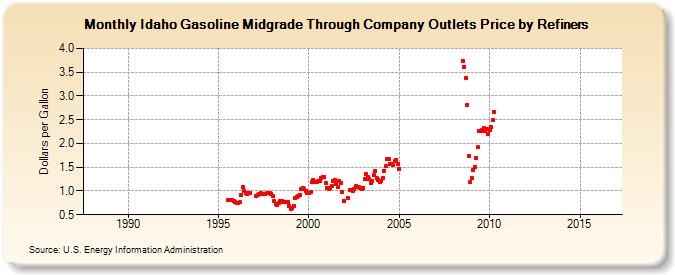 Monthly Idaho Gasoline Midgrade Through Company Outlets Price by Refiners
Dollars per Gallon
4.0
3.5
3.0
2.5
2.0
1.5
1.0
0.5
1990 1995 2000 2005 2010 2015
Source: U.S. Energy Information Administration